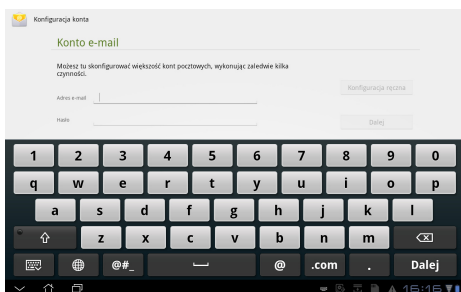 Konfiguracja konta
Konto e-mail
Możesz tu skonfigurować większość kont pocztowych, wykonując zaledwie kilka
czynności.
Konfiguracja ręczna
Adres e-mail
Hasło
Dalej
1 2 3 4 5 6 7 8 9 0
q w e r t y u i o p
a s d f g h j k l
z x c v b n m
@#_ @ .com . Dalej
15:15